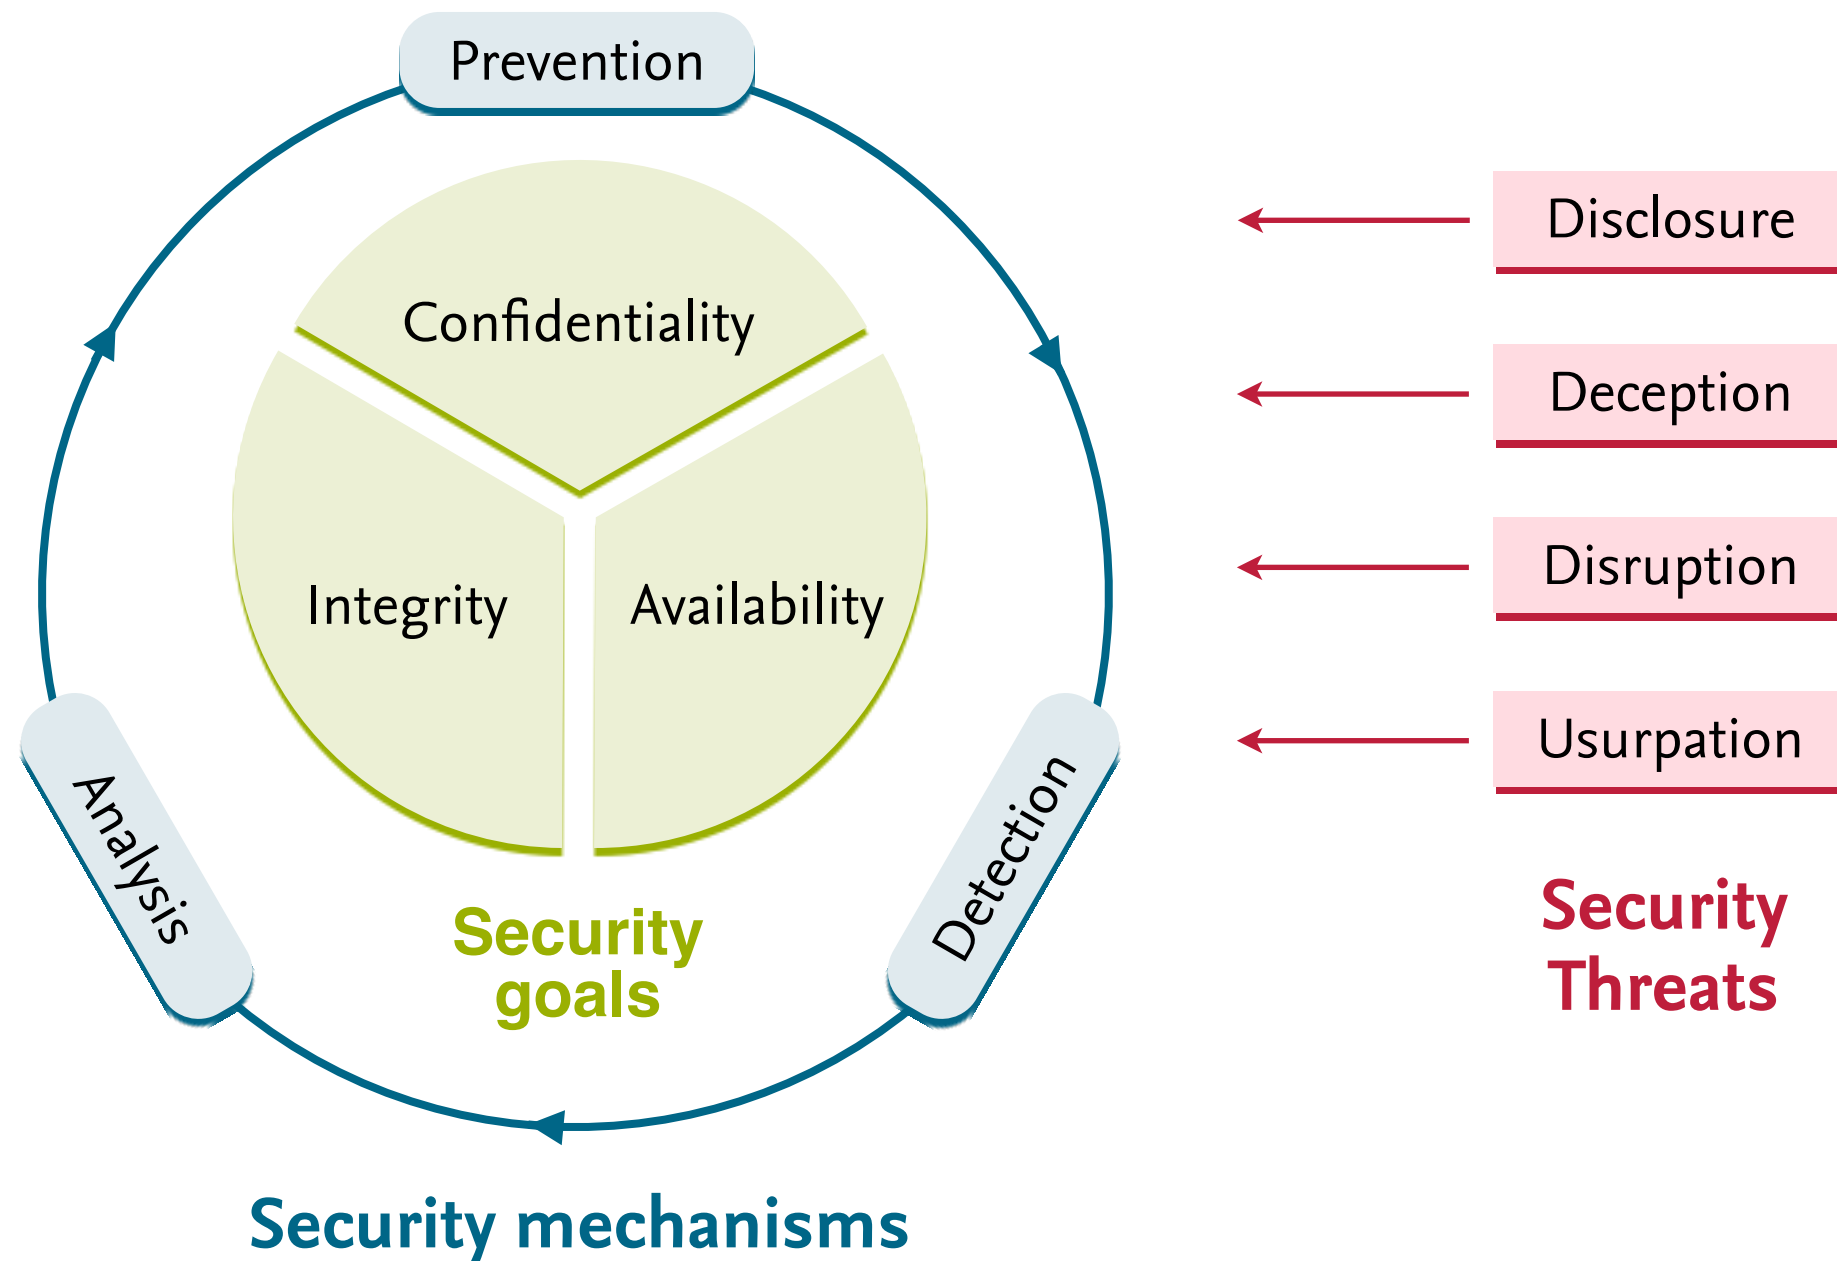 Prevention
Confidentiality
Integrity
Availability
Analysis
Detection
Security
goals
Security mechanisms
Disclosure
Deception
Disruption
Usurpation
Security
Threats